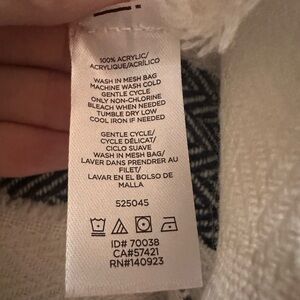 100% ACRYLIC/
ACRYLIQUE/ACRÍLICO
WASH IN MESH BAG
MACHINE WASH COLD
GENTLE CYCLE
ONLY NON-CHLORINE
BLEACH WHEN NEEDED
TUMBLE DRY LOW
COOL IRON IF NEEDED
GENTLE CYCLE/
CYCLE DÉLICAT/
CICLO SUAVE
WASH IN MESH BAG/
LAVER DANS PRENDRER AU
FILET/
LAVAR EN EL BOLSO DE
MALLA
525045
ID# 70038
CA#57421
RN#140923